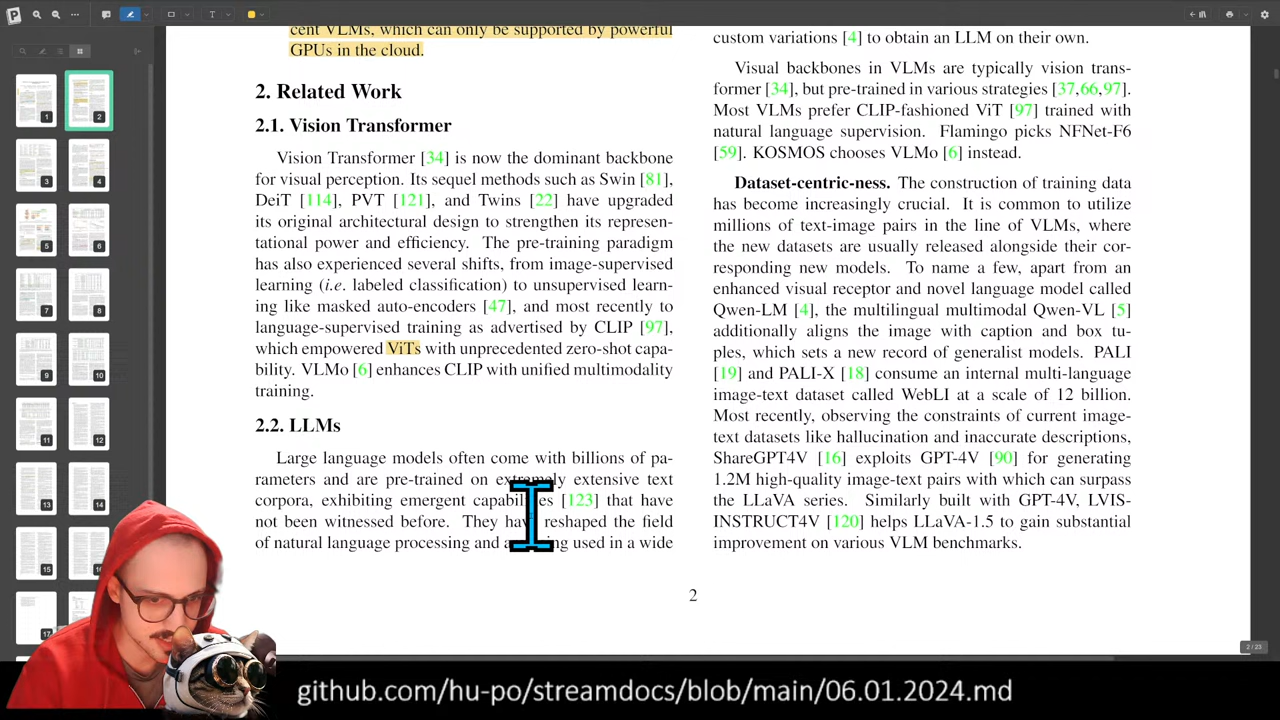 cent VLMs, which can only be supported by powerful
GPUs in the cloud.
2. Related Work
2.1. Vision Transformer
Vision Transformer [34] is now the dominant backbone
for visual perception. Its sequel methods such as Swin [81],
DeiT [114], PVT [121], and Twins [22] have upgraded
its original architectural design to strengthen its represen-
tational power and efficiency. The pre-training paradigm
has also experienced several shifts, from image-supervised
learning (i.e. labeled classification) to unsupervised learn-
ing like masked auto-encoders [47], and most recently to
language-supervised training as advertised by CLIP [97],
which empowered ViTs with unprecedented zero-shot capa-
bility. VLMo [6] enhances CLIP with unified multimodality
training.
2.2. LLMs
Large language models often come with billions of pa-
rameters and are pre-trained on extremely extensive text
corpora, exhibiting emergent capabilities [123] that have
not been witnessed before. They have reshaped the field
of natural language processing and used in a wide
custom variations [4] to obtain an LLM on their own.
Visual backbones in VLMs are typically vision trans-
former [34], but pre-trained in various strategies [37,66,97].
Most VLMs prefer CLIP-fashioned ViT [97] trained with
natural language supervision. Flamingo picks NFNet-F6
[59]. KOSMOS chooses VLMo [6] instead.
Dataset-centric-ness. The construction of training data
has become increasingly crucial. It is common to utilize
millions of text-image pairs in the line of VLMs, where
the new datasets are usually released alongside their cor-
responding new models. To name a few, apart from an
enhanced visual receptor and novel language model called
Qwen-LM [4], the multilingual multimodal Qwen-VL [5]
additionally aligns the image with caption and box tu-
ples, which sets a new record of generalist models. PALI
[19] and PALI-X [18] consume an internal multi-language
image-text dataset called WebLI at a scale of 12 billion.
Most recently, observing the constraints of current image-
text datasets like hallucination and inaccurate descriptions,
ShareGPT4V [16] exploits GPT-4V [90] for generating
1.2M high-quality image-text pairs with which can surpass
the LLaVA series. Similarly built with GPT-4V, LVIS-
INSTRUCT4V [120] helps LLaVA-1.5 to gain substantial
improvement on various VLM benchmarks.
2
2 / 23
1
2
3
4
5
6
7
8
9
10
11
12
13
14
15
16
17
github.com/hu-po/streamdocs/blob/main/06.01.2024.md